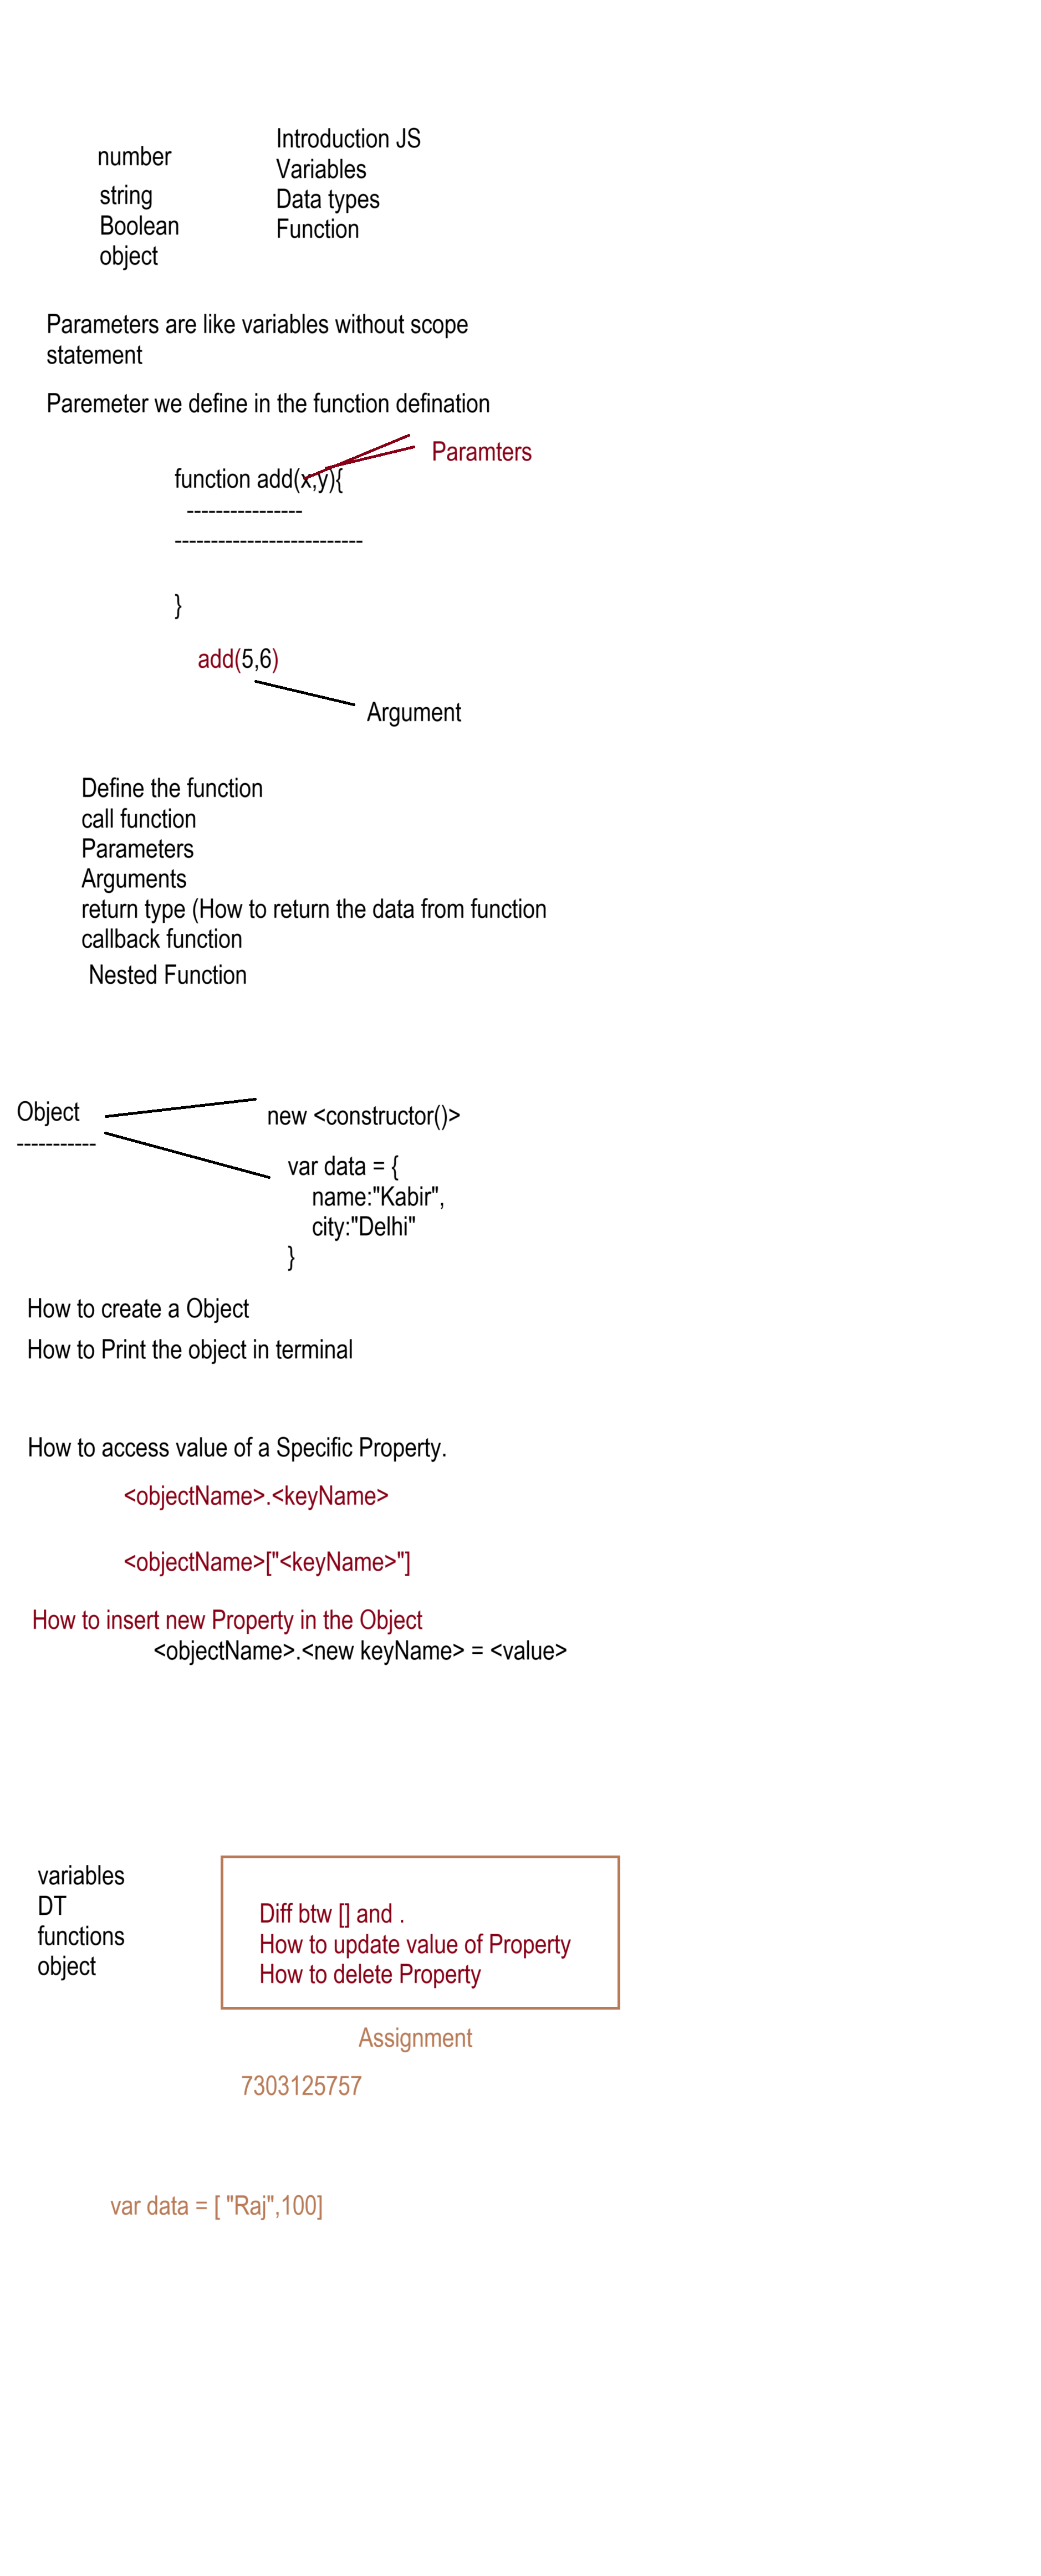 number
string
Boolean
object
Introduction JS
Variables
Data types
Function
Parameters are like variables without scope
statement
Paremeter we define in the function defination
Paramters
function add(x,y){
----------------
--------------------------
}
add(5,6)
Argument
Define the function
call function
Parameters
Arguments
return type (How to return the data from function
callback function
Nested Function
Object
-----------
new <constructor()>
var data = {
name:"Kabir",
city:"Delhi"
}
How to create a Object
How to Print the object in terminal
How to access value of a Specific Property.
<objectName>.<keyName>
<objectName>["<keyName>"]
How to insert new Property in the Object
<objectName>.<new keyName> = <value>
variables
DT
functions
object
Diff btw [] and .
How to update value of Property
How to delete Property
Assignment
7303125757
var data = [ "Raj",100]